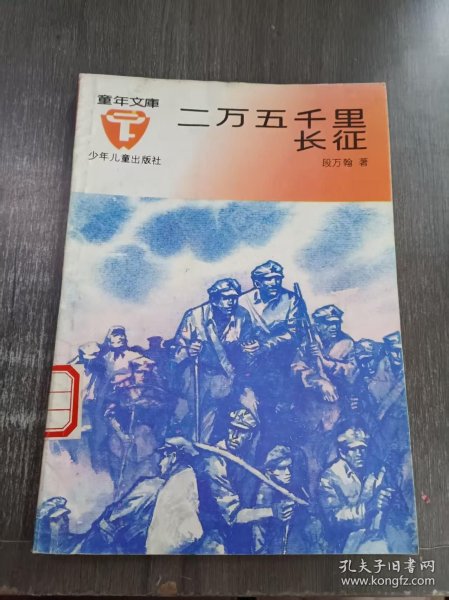 童年文庫
少年儿童出版社
二万五千里
长征
段万翰 著
孔夫子旧书网
www.kongfz.com